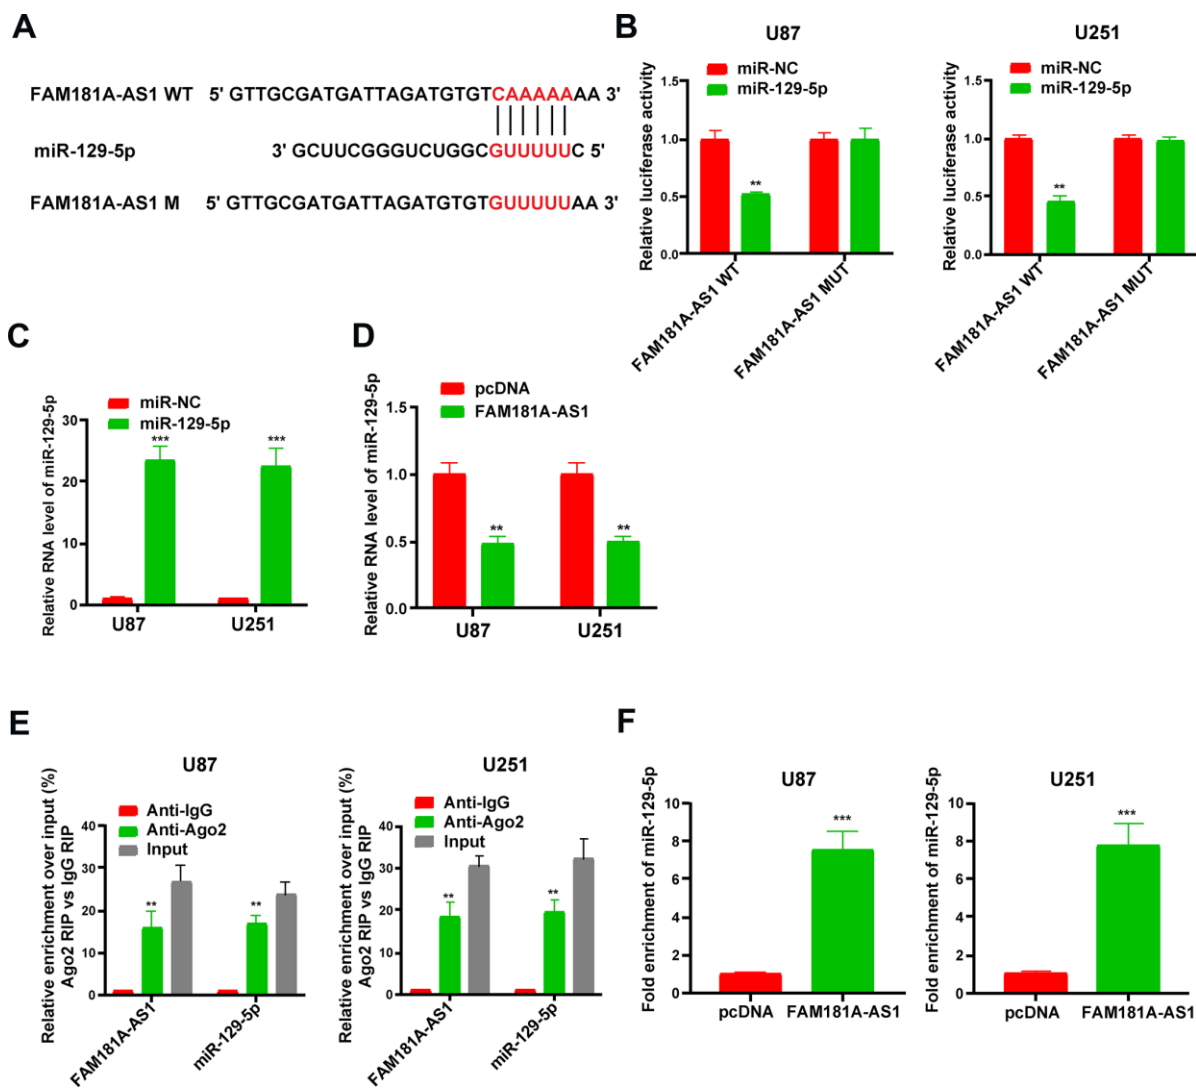 A
FAM181A-AS1 WT 5' GTTGCGATGATTAGATGTGTCAAAAAAA 3'
miR-129-5p 3' GCUUCGGGUCUGGCGUUUUUC 5'
FAM181A-AS1 M 5' GTTGCGATGATTAGATGTGTGUUUUUAA 3'
B
U87
miR-NC
miR-129-5p
Relative luciferase activity
1.5
1.0
0.5
0.0
**
FAM181A-AS1 WT
FAM181A-AS1 MUT
U251
miR-NC
miR-129-5p
Relative luciferase activity
1.5
1.0
0.5
0.0
**
FAM181A-AS1 WT
FAM181A-AS1 MUT
C
miR-NC
miR-129-5p
Relative RNA level of miR-129-5p
30
20
10
0
***
***
U87
U251
D
pcDNA
FAM181A-AS1
Relative RNA level of miR-129-5p
1.5
1.0
0.5
0.0
**
**
U87
U251
E
U87
Anti-IgG
Anti-Ago2
Input
Relative enrichment over input (%)
Ago2 RIP vs IgG RIP
40
30
20
10
0
**
**
FAM181A-AS1
miR-129-5p
U251
Anti-IgG
Anti-Ago2
Input
Relative enrichment over input (%)
Ago2 RIP vs IgG RIP
40
30
20
10
0
**
**
FAM181A-AS1
miR-129-5p
F
U87
Fold enrichment of miR-129-5p
10
8
6
4
2
0
***
pcDNA
FAM181A-AS1
U251
Fold enrichment of miR-129-5p
10
8
6
4
2
0
***
pcDNA
FAM181A-AS1